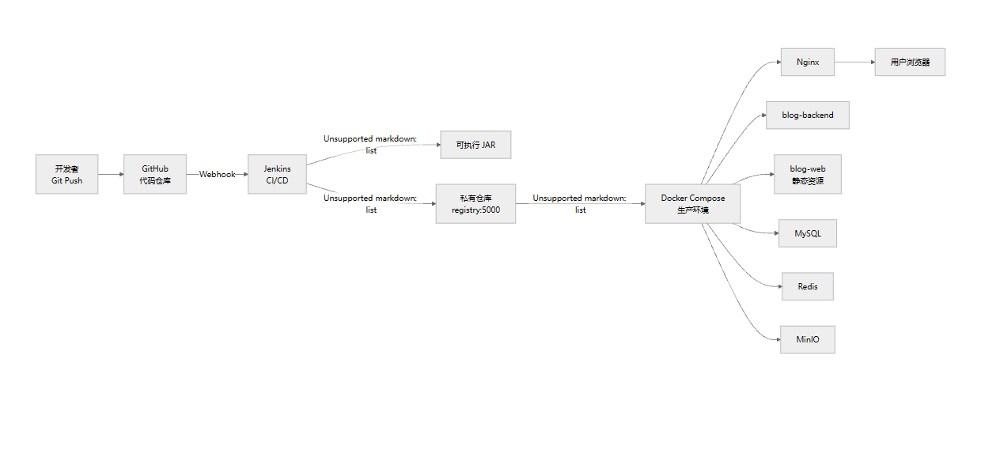 开发者
Git Push
GitHub
代码仓库
Webhook
Jenkins
CI/CD
Unsupported markdown:
list
可执行 JAR
Unsupported markdown:
list
私有仓库
registry:5000
Unsupported markdown:
list
Docker Compose
生产环境
Nginx
用户浏览器
blog-backend
blog-web
静态资源
MySQL
Redis
MinIO